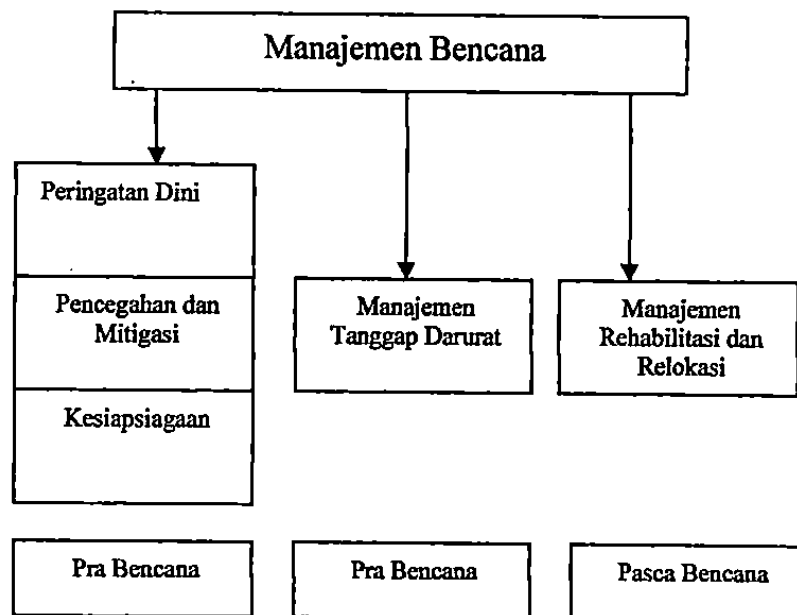 Manajemen Bencana
Peringatan Dini
Pencegahan dan
Mitigasi
Kesiapsiagaan
Manajemen
Tanggap Darurat
Manajemen
Rehabilitasi dan
Relokasi
Pra Bencana
Pra Bencana
Pasca Bencana